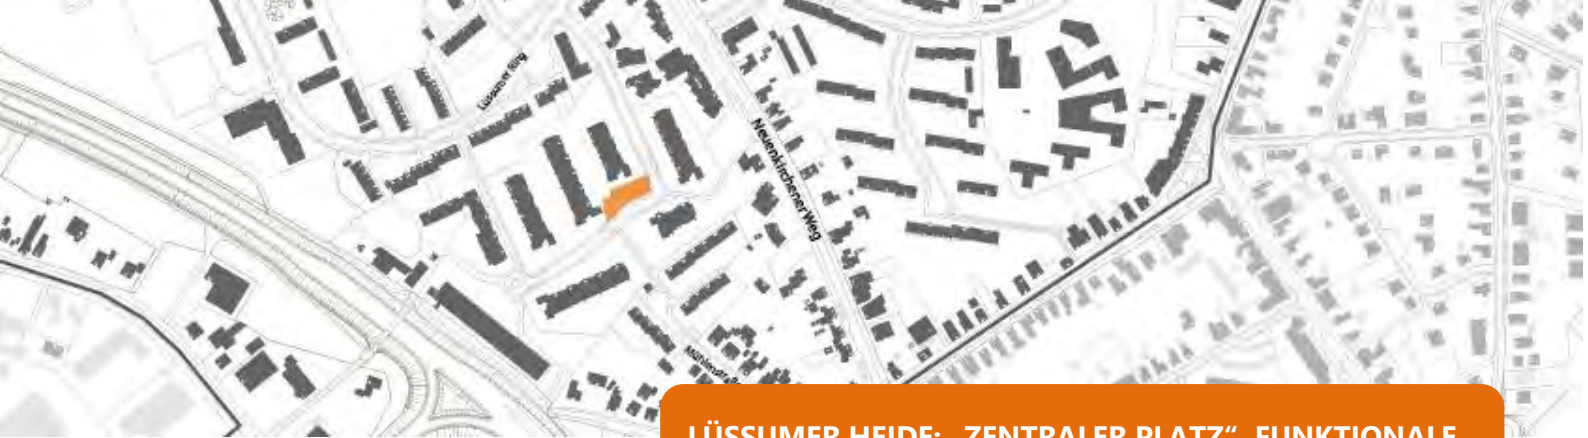 Lüssumer Ring
Neuenkirchener Weg
LÜSSUMER HEIDE: „ZENTRALER PLATZ“, FUNKTIONALE